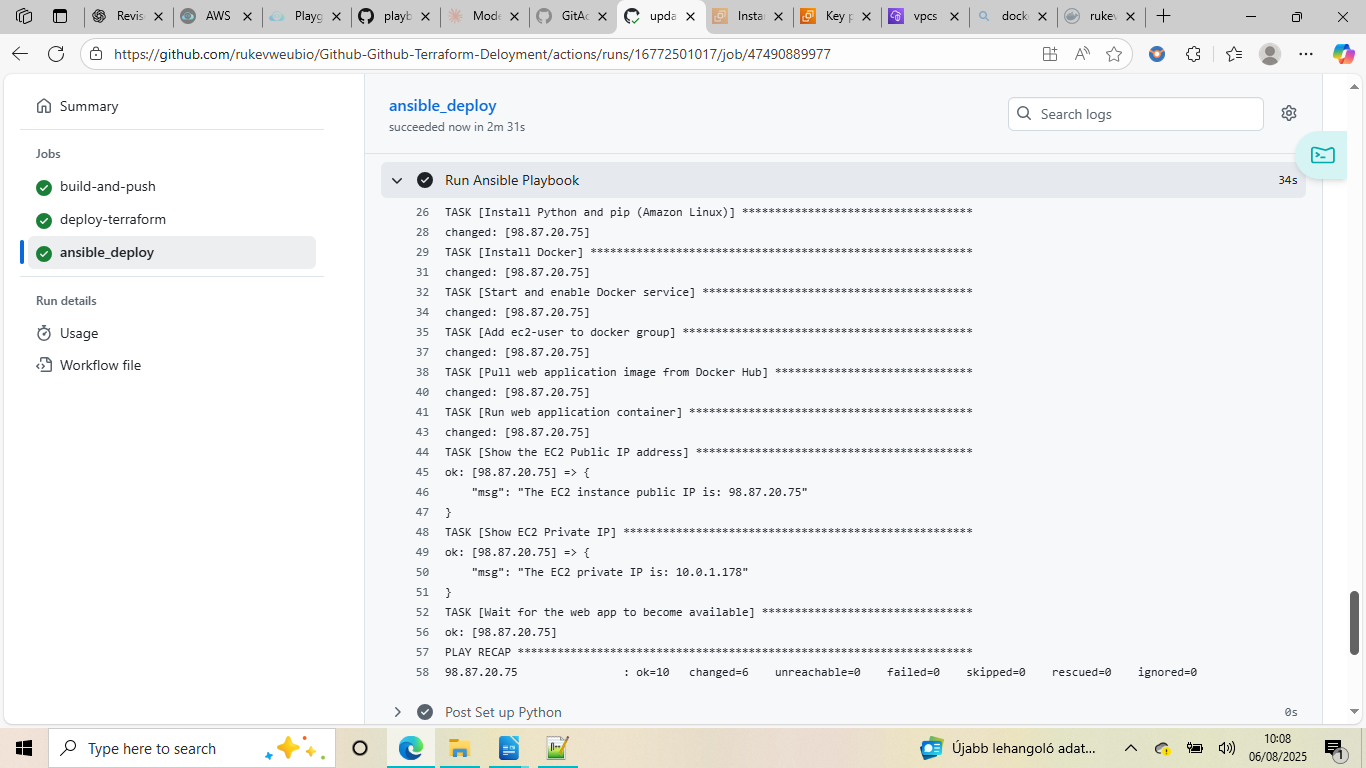 Revis
AWS
Playg
playb
Mode
GitAc
upda
Instar
Key p
vpcs
dock
rukev
https://github.com/rukevweubio/Github-Github-Terraform-Deloyment/actions/runs/16772501017/job/47490889977
Summary
Jobs
build-and-push
deploy-terraform
ansible_deploy
Run details
Usage
Workflow file
ansible_deploy
succeeded now in 2m 31s
Search logs
Run Ansible Playbook
34s
26 TASK [Install Python and pip (Amazon Linux)] ***********************************
28 changed: [98.87.20.75]
29 TASK [Install Docker] **********************************************************
31 changed: [98.87.20.75]
32 TASK [Start and enable Docker service] *****************************************
34 changed: [98.87.20.75]
35 TASK [Add ec2-user to docker group] ********************************************
37 changed: [98.87.20.75]
38 TASK [Pull web application image from Docker Hub] ******************************
40 changed: [98.87.20.75]
41 TASK [Run web application container] *******************************************
43 changed: [98.87.20.75]
44 TASK [Show the EC2 Public IP address] ******************************************
45 ok: [98.87.20.75] => {
46 "msg": "The EC2 instance public IP is: 98.87.20.75"
47 }
48 TASK [Show EC2 Private IP] *****************************************************
49 ok: [98.87.20.75] => {
50 "msg": "The EC2 private IP is: 10.0.1.178"
51 }
52 TASK [Wait for the web app to become available] ********************************
56 ok: [98.87.20.75]
57 PLAY RECAP *********************************************************************
58 98.87.20.75 : ok=10 changed=6 unreachable=0 failed=0 skipped=0 rescued=0 ignored=0
Post Set up Python
0s
Type here to search
Újabb lehangoló adat...
10:08
06/08/2025
1